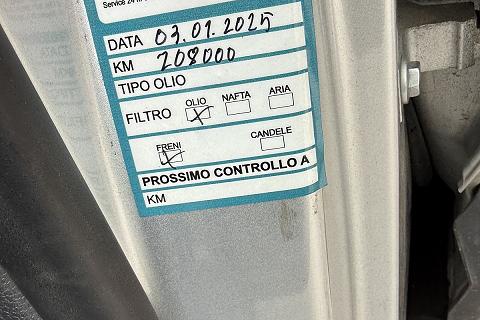 Service 24 h
DATA 03.01.2025
KM 208000
TIPO OLIO
FILTRO OLIO NAFTA ARIA
FRENI CANDELE
PROSSIMO CONTROLLO A
KM